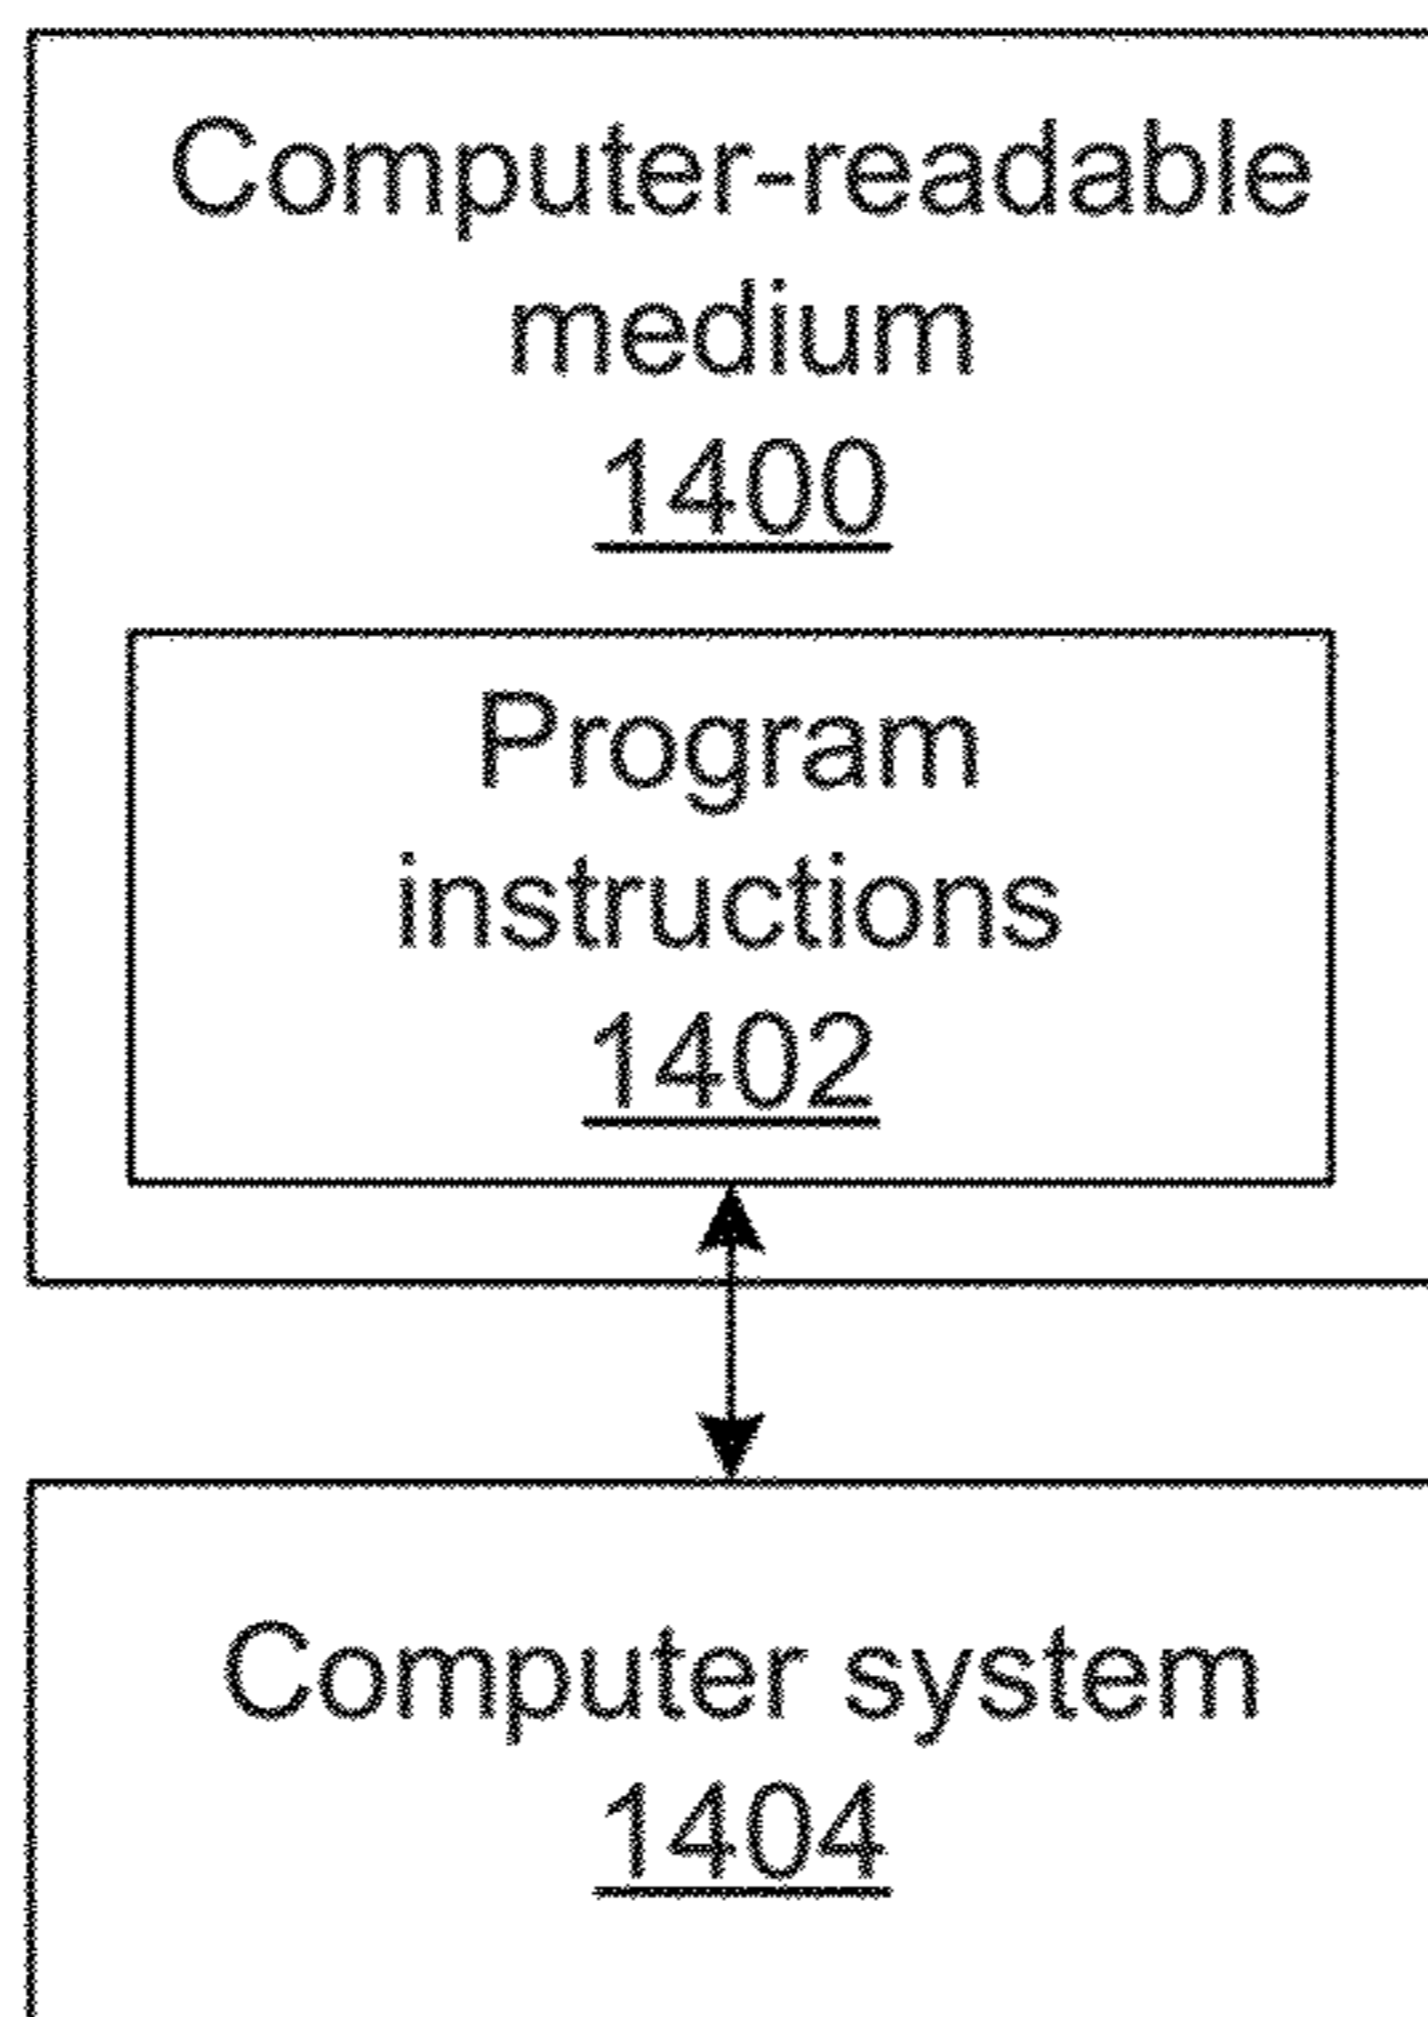 Computer-readable
medium
1400
Program
instructions
1402
Computer system
1404